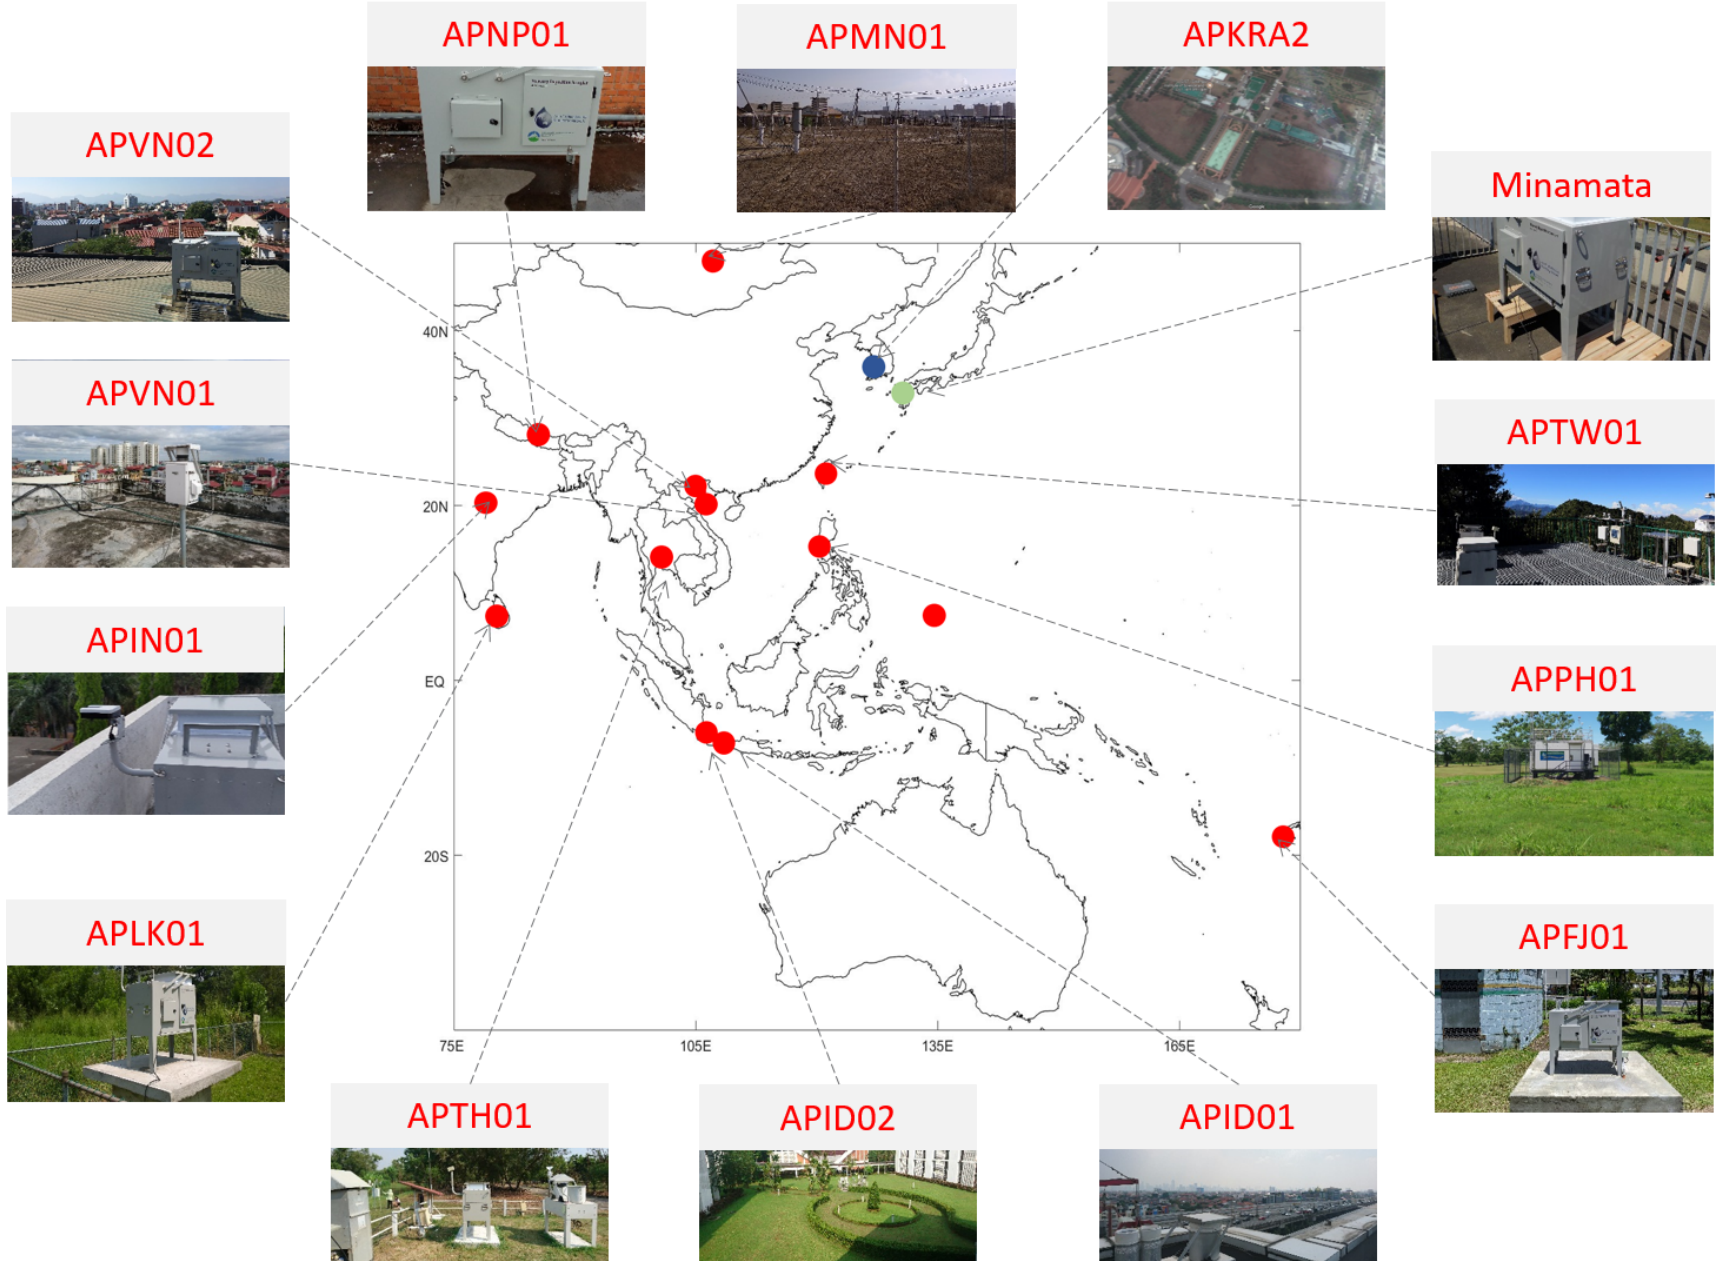 APNP01
APMN01
APKRA2
APVN02
Minamata
APVN01
APTW01
APIN01
APPH01
APLK01
APFJ01
40N
20N
EQ
20S
75E
105E
135E
165E
APTH01
APID02
APID01